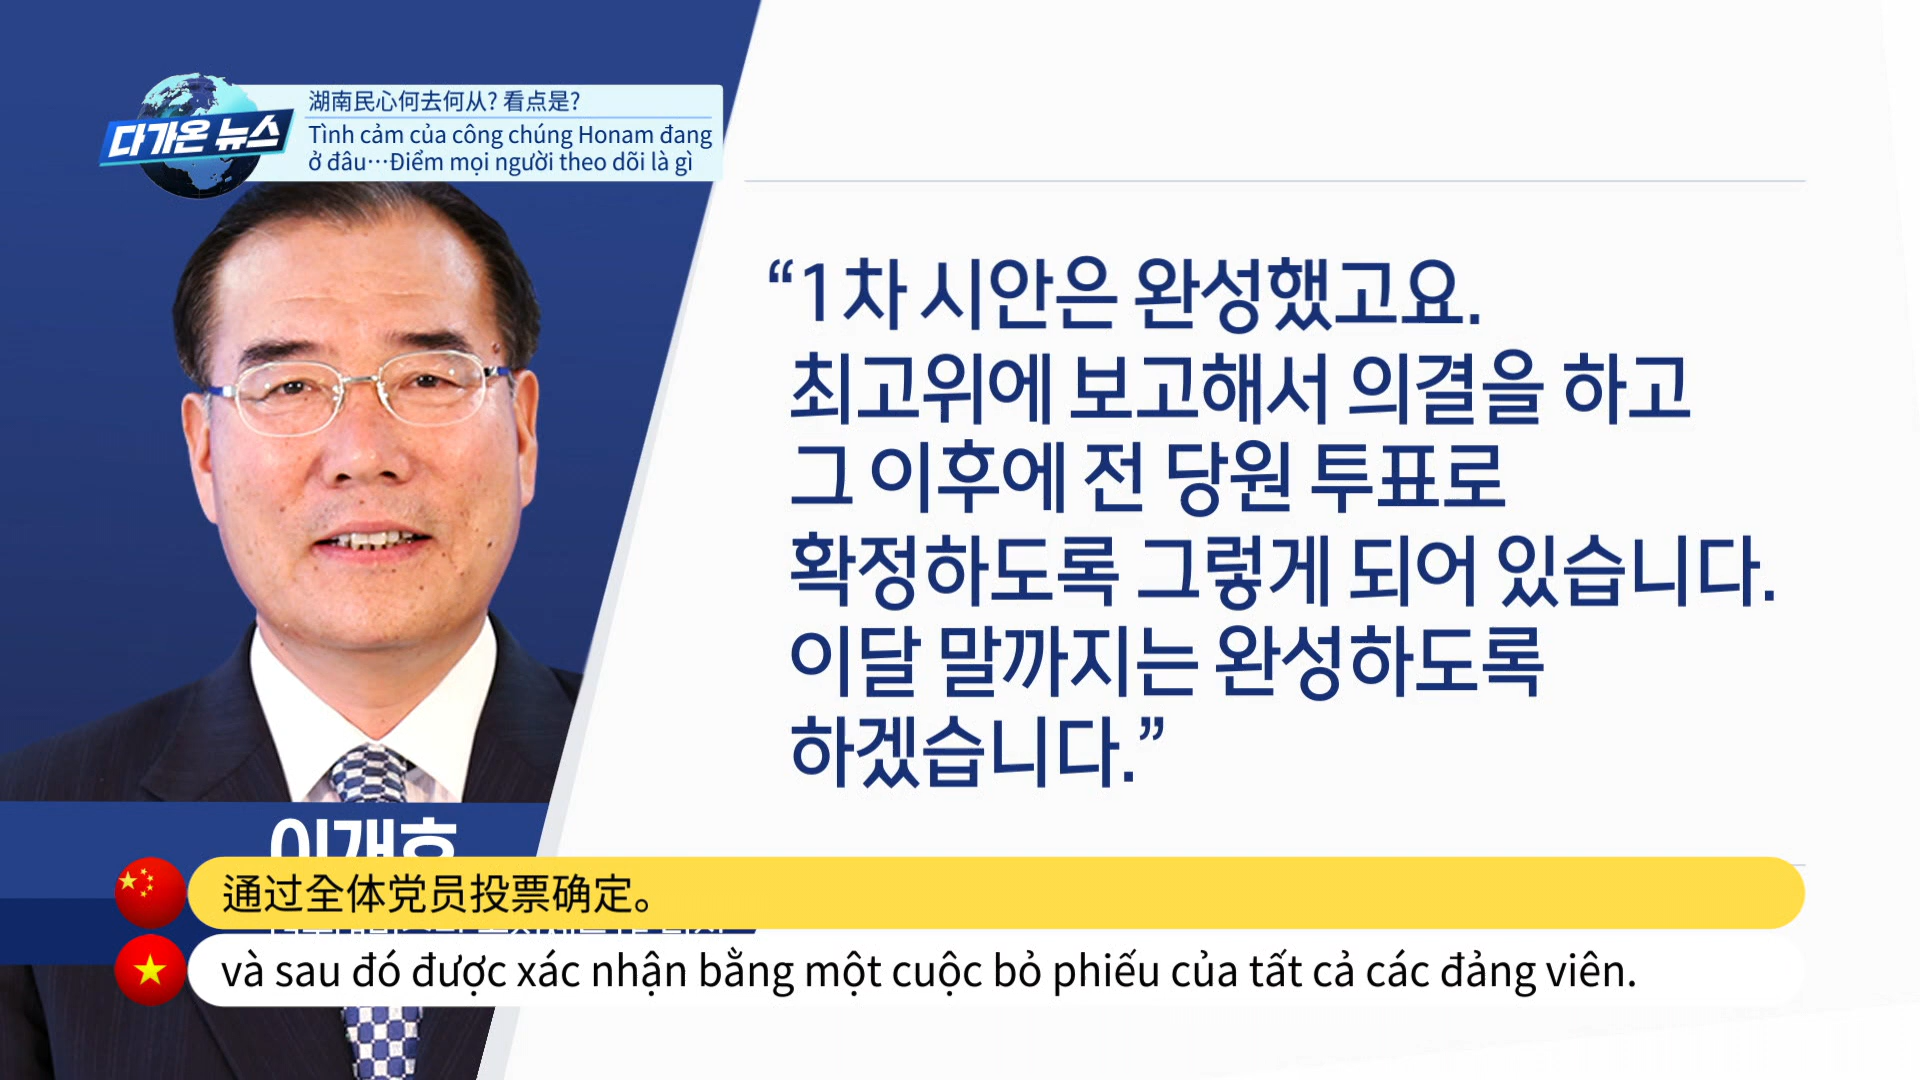 湖南民心何去何从? 看点是?
다가온 뉴스
Tình cảm của công chúng Honam đang
ở đâu…Điểm mọi người theo dõi là gì
“1차 시안은 완성했고요.
최고위에 보고해서 의결을 하고
그 이후에 전 당원 투표로
확정하도록 그렇게 되어 있습니다.
이달 말까지는 완성하도록
하겠습니다.”
이개호
通过全体党员投票确定。
và sau đó được xác nhận bằng một cuộc bỏ phiếu của tất cả các đảng viên.